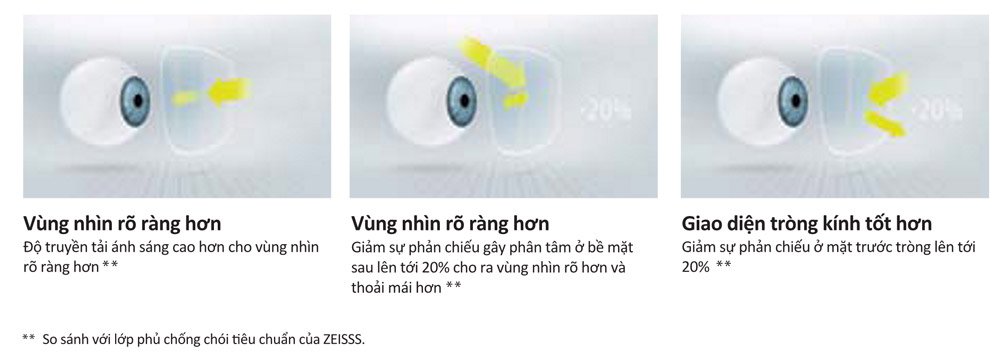 -20%
-20%
Vùng nhìn rõ ràng hơn
Độ truyền tải ánh sáng cao hơn cho vùng nhìn
rõ ràng hơn **
Vùng nhìn rõ ràng hơn
Giảm sự phản chiếu gây phân tâm ở bề mặt
sau lên tới 20% cho ra vùng nhìn rõ hơn và
thoải mái hơn **
Giao diện tròng kính tốt hơn
Giảm sự phản chiếu ở mặt trước tròng lên tới
20% **
** So sánh với lớp phủ chống chói tiêu chuẩn của ZEISSS.